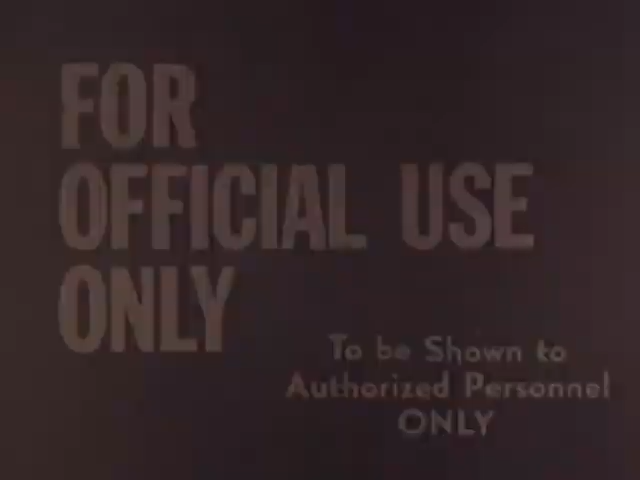 FOR
OFFICIAL USE
ONLY
To be Shown to
Authorized Personnel
ONLY